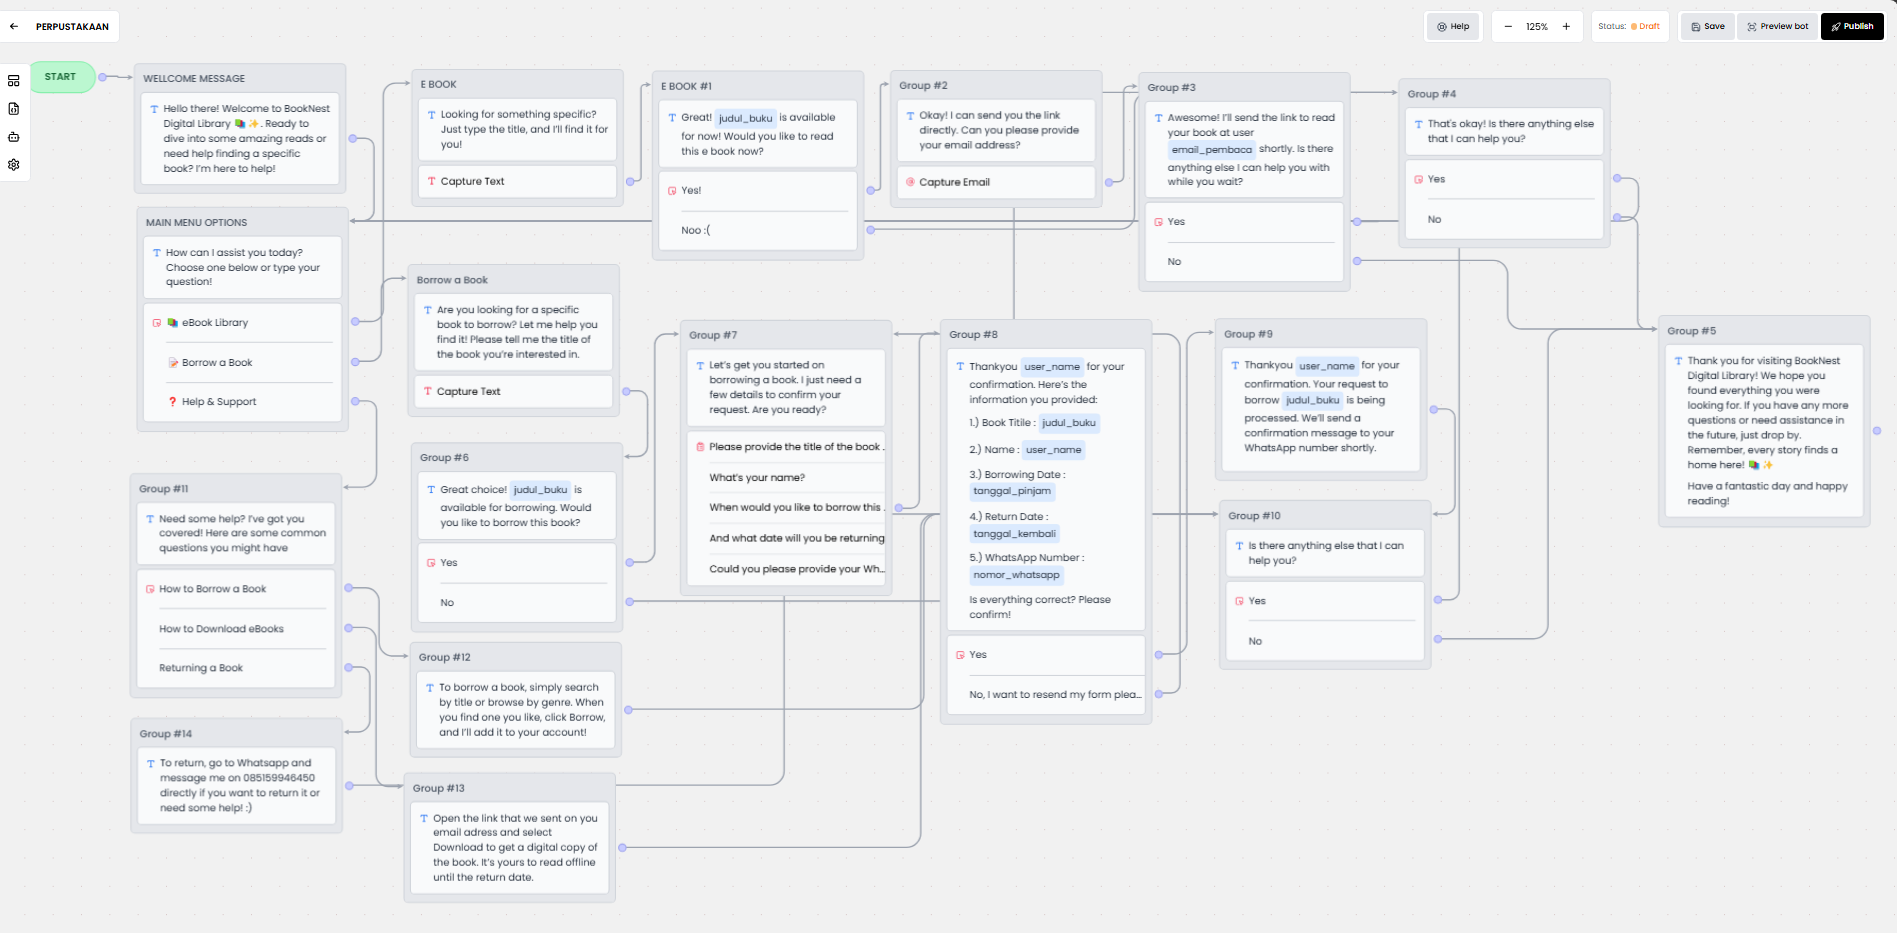 PERPUSTAKAAN
Help
125%
Status: Draft
Save
Preview bot
Publish
START
WELLCOME MESSAGE
Hello there! Welcome to BookNest
Digital Library 📚 ✨. Ready to
dive into some amazing reads or
need help finding a specific
book? I'm here to help!
MAIN MENU OPTIONS
How can I assist you today?
Choose one below or type your
question!
📚 eBook Library
📝 Borrow a Book
❓ Help & Support
E BOOK
Looking for something specific?
Just type the title, and I'll find it for
you!
Capture Text
E BOOK #1
Great! judul_buku is available
for now! Would you like to read
this e book now?
Yes!
Noo :(
Group #2
Okay! I can send you the link
directly. Can you please provide
your email address?
Capture Email
Group #3
Awesome! I'll send the link to read
your book at user
email_pembaca shortly. Is there
anything else I can help you with
while you wait?
Yes
No
Group #4
That's okay! Is there anything else
that I can help you?
Yes
No
Borrow a Book
Are you looking for a specific
book to borrow? Let me help you
find it! Please tell me the title of
the book you're interested in.
Capture Text
Group #7
Let's get you started on
borrowing a book. I just need a
few details to confirm your
request. Are you ready?
Please provide the title of the book .
What's your name?
When would you like to borrow this .
And what date will you be returning
Could you please provide your Wh...
Group #8
Thankyou user_name for your
confirmation. Here's the
information you provided:
1.) Book Titile : judul_buku
2.) Name : user_name
3.) Borrowing Date :
tanggal_pinjam
4.) Return Date :
tanggal_kembali
5.) WhatsApp Number :
nomor_whatsapp
Is everything correct? Please
confirm!
Yes
No, I want to resend my form plea...
Group #9
Thankyou user_name for your
confirmation. Your request to
borrow judul_buku is being
processed. We'll send a
confirmation message to your
WhatsApp number shortly.
Group #5
Thank you for visiting BookNest
Digital Library! We hope you
found everything you were
looking for. If you have any more
questions or need assistance in
the future, just drop by.
Remember, every story finds a
home here! 📚 ✨
Have a fantastic day and happy
reading!
Group #6
Great choice! judul_buku is
available for borrowing. Would
you like to borrow this book?
Yes
No
Group #10
Is there anything else that I can
help you?
Yes
No
Group #11
Need some help? I've got you
covered! Here are some common
questions you might have
How to Borrow a Book
How to Download eBooks
Returning a Book
Group #12
To borrow a book, simply search
by title or browse by genre. When
you find one you like, click Borrow,
and I'll add it to your account!
Group #14
To return, go to Whatsapp and
message me on 085159946450
directly if you want to return it or
need some help! :)
Group #13
Open the link that we sent on you
email adress and select
Download to get a digital copy of
the book. It's yours to read offline
until the return date.